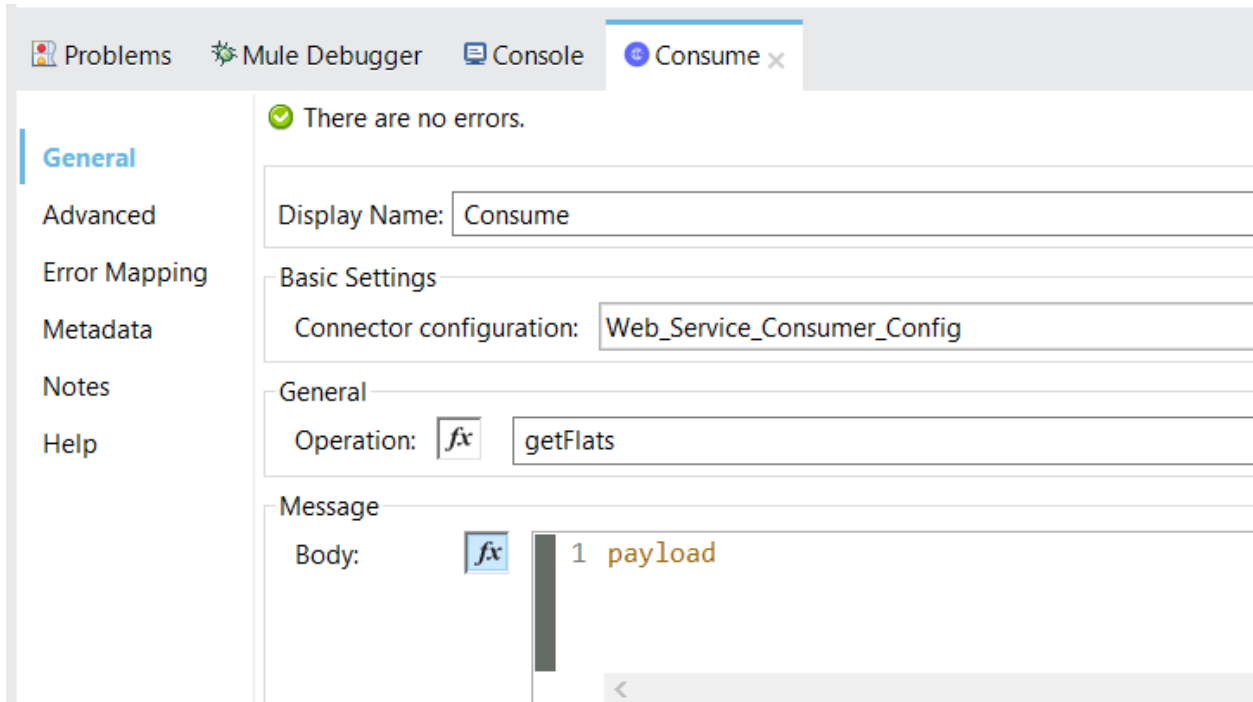 Problems Mule Debugger Console Consume
There are no errors.
General
Advanced
Error Mapping
Metadata
Notes
Help
Display Name: Consume
Basic Settings
Connector configuration: Web_Service_Consumer_Config
General
Operation: fx getFlats
Message
Body: fx 1 payload